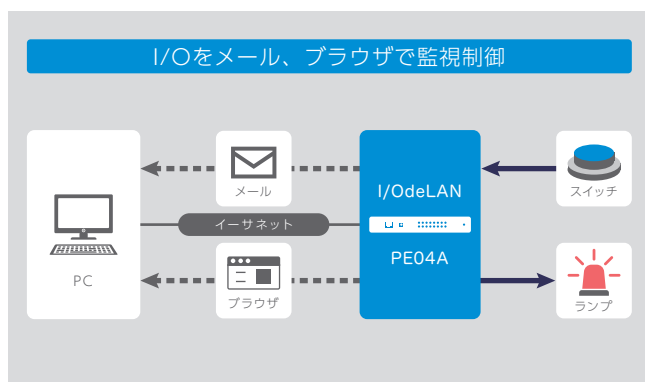 I/Oをメール、ブラウザで監視制御
メール
I/OdeLAN
スイッチ
イーサネット
PE04A
PC
ブラウザ
ランプ